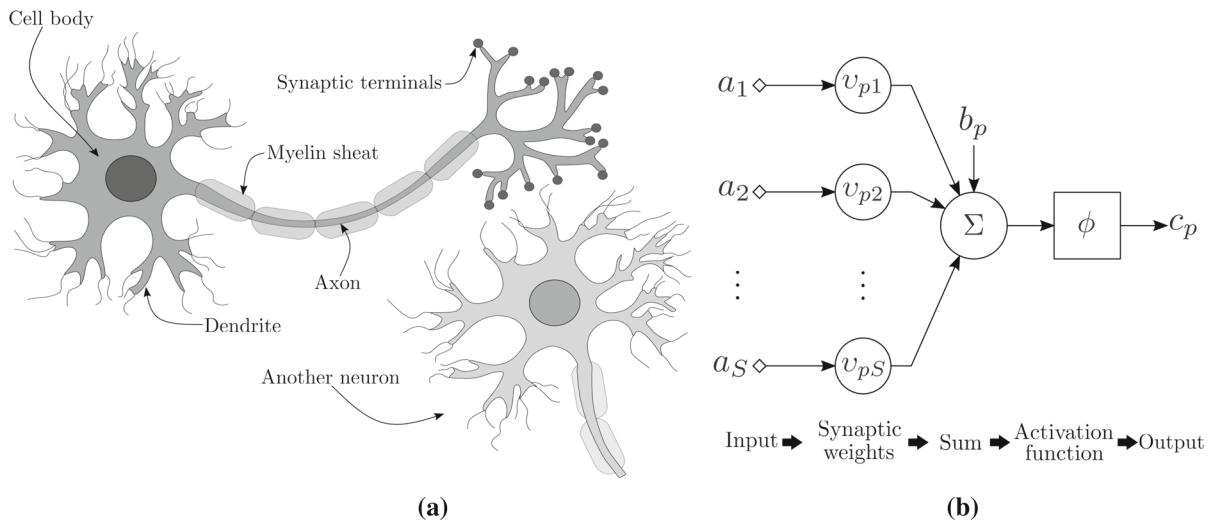 Cell body
Synaptic terminals
Myelin sheat
Axon
Dendrite
Another neuron
(a)
a1
υp1
bp
a2
υp2
Σ
ϕ
cp
⋮ ⋮
aS
υpS
Input Synaptic weights Sum Activation function Output
(b)